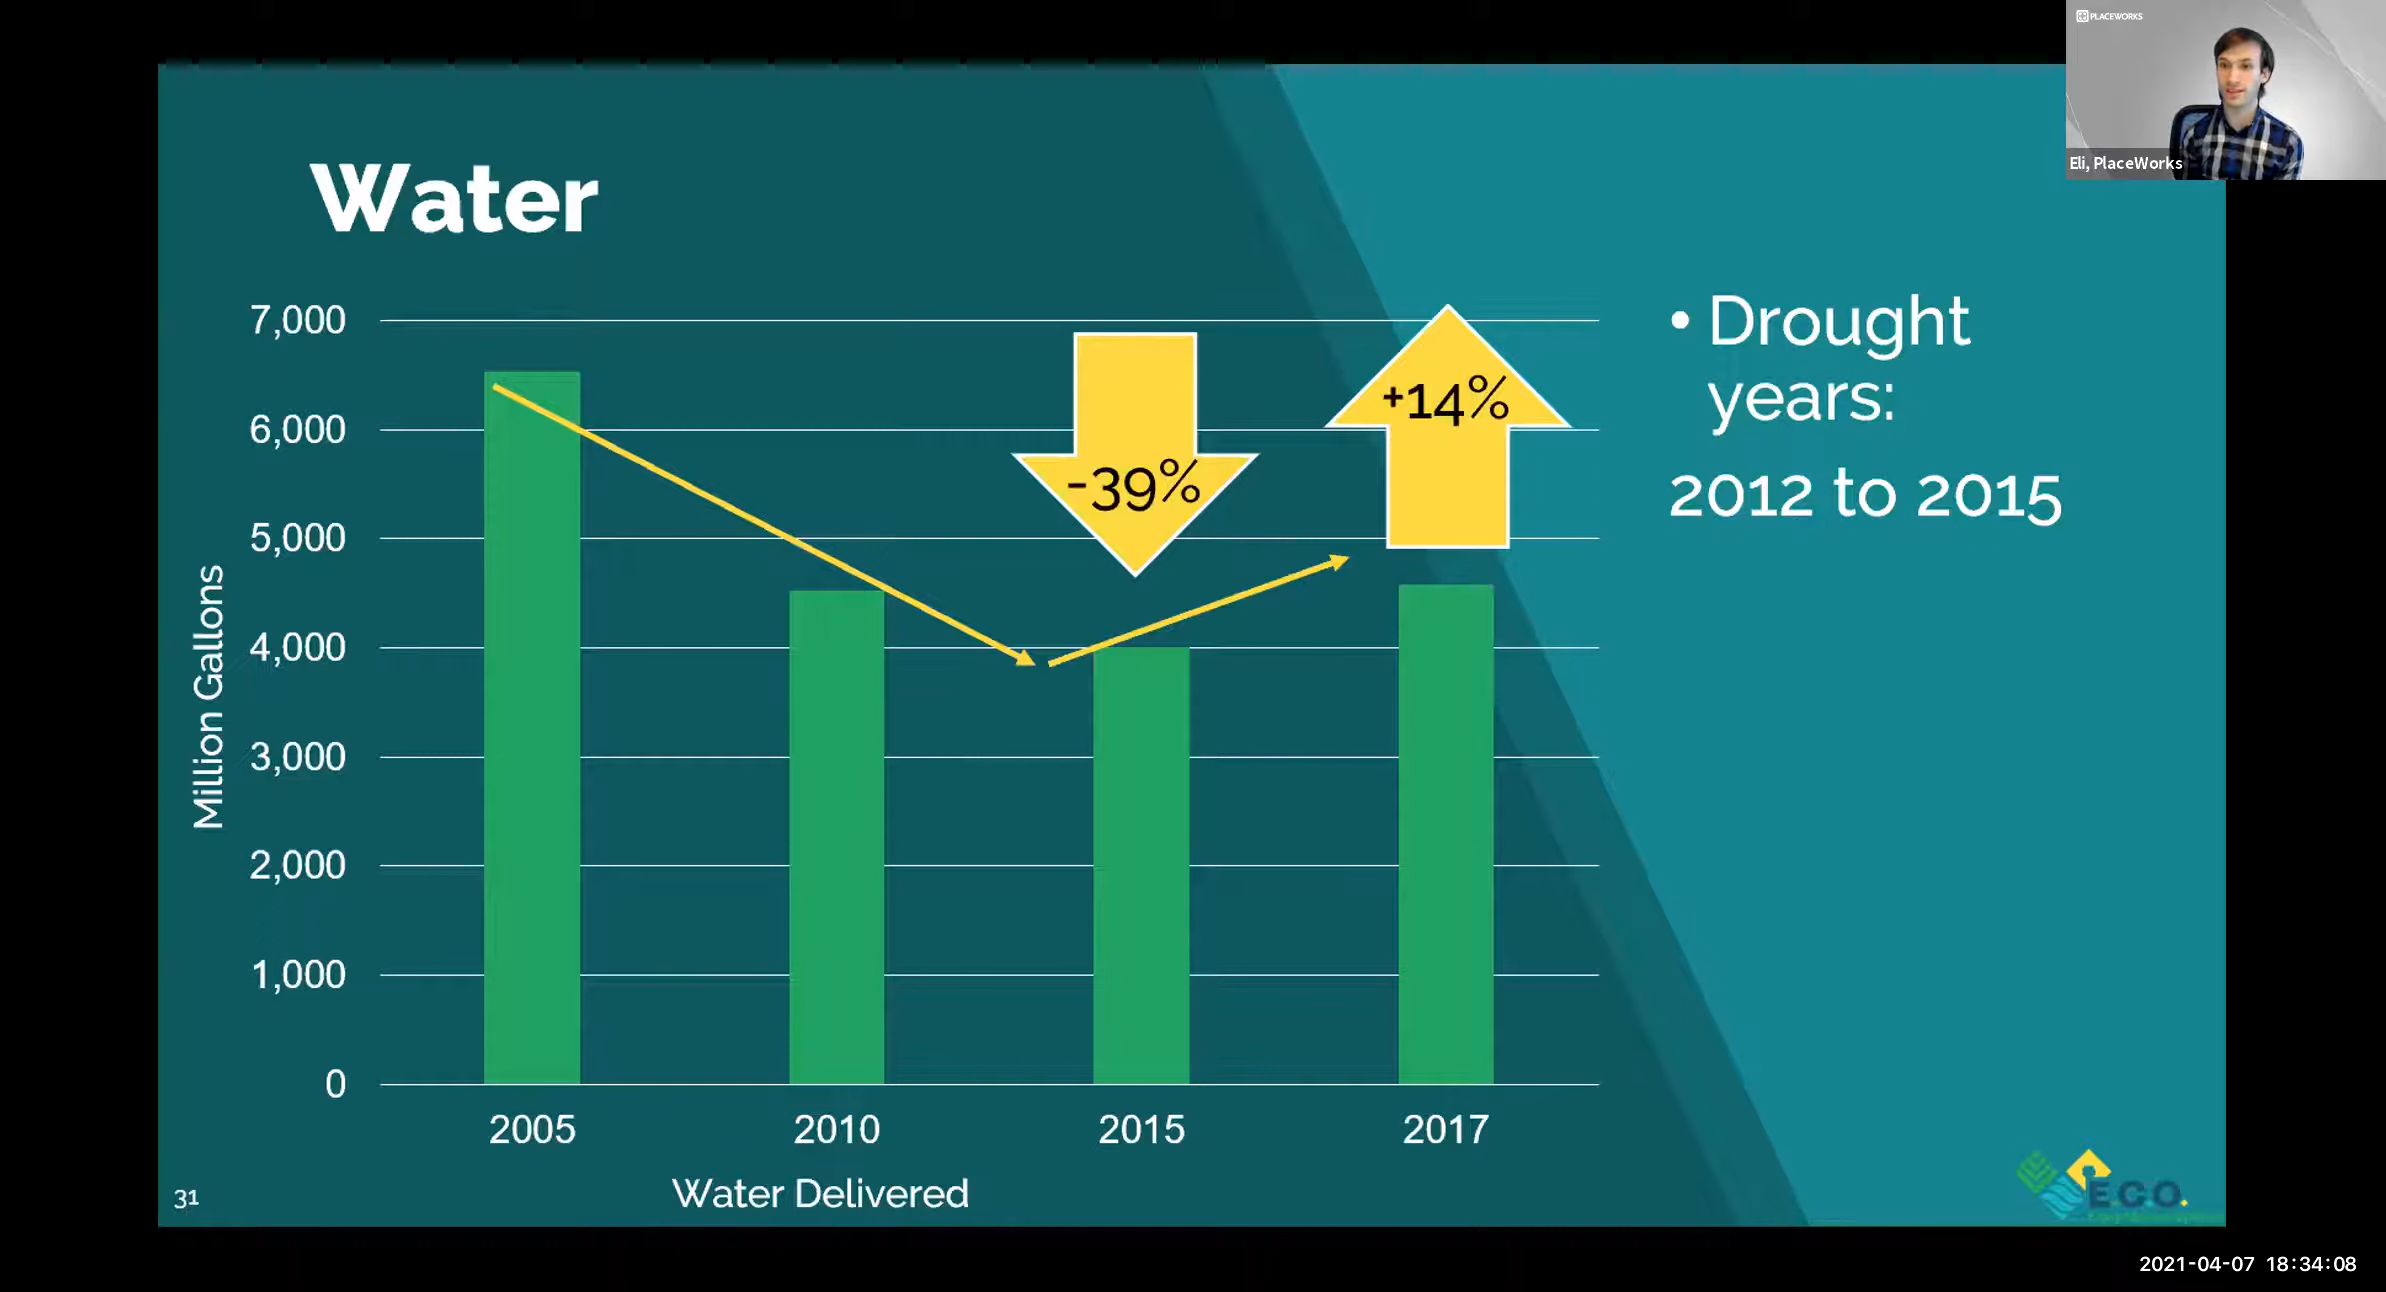 PLACEWORKS
Eli, PlaceWorks
Water
7,000
6,000
5,000
4,000
3,000
2,000
1,000
0
Million Gallons
-39%
+14%
2005 2010 2015 2017
Water Delivered
• Drought
years:
2012 to 2015
31
E.C.O.
2021-04-07 18:34:08